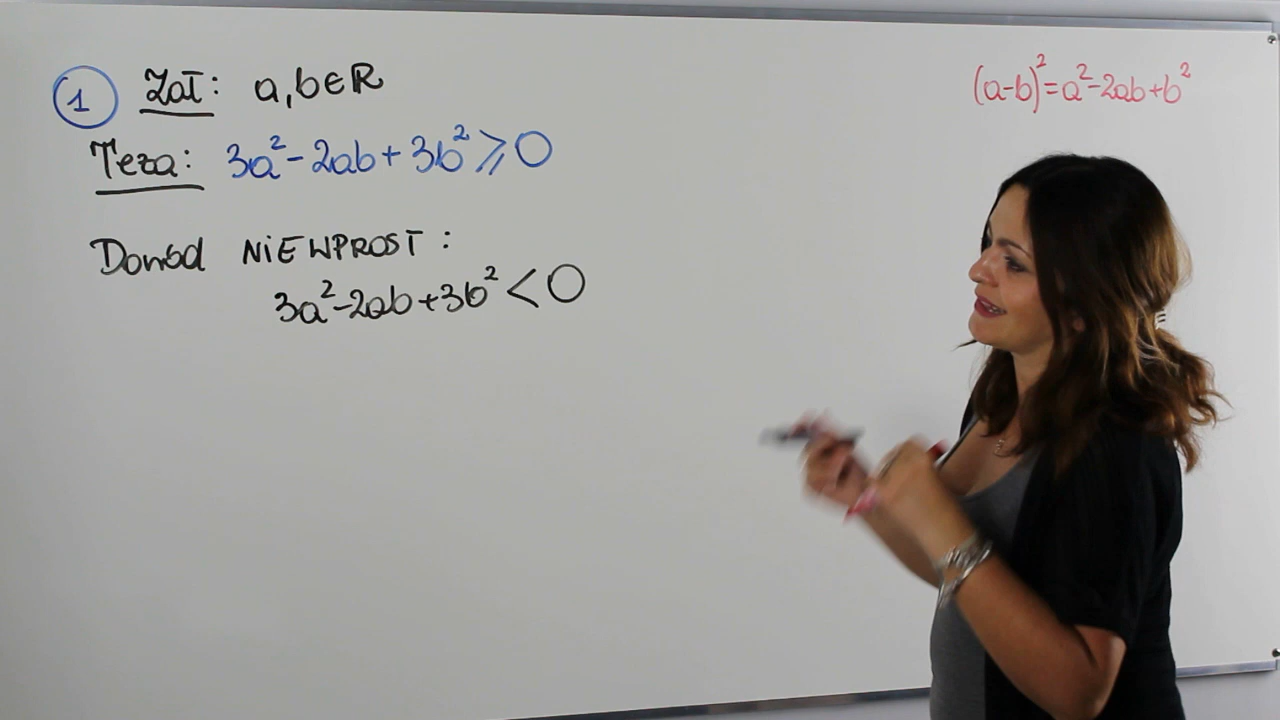 1 Zał: a,b∈R
Teza: 3a²-2ab+3b²⩾0
Dowód NiEWPROST:
3a²-2ab+3b²<0
(a-b)²=a²-2ab+b²